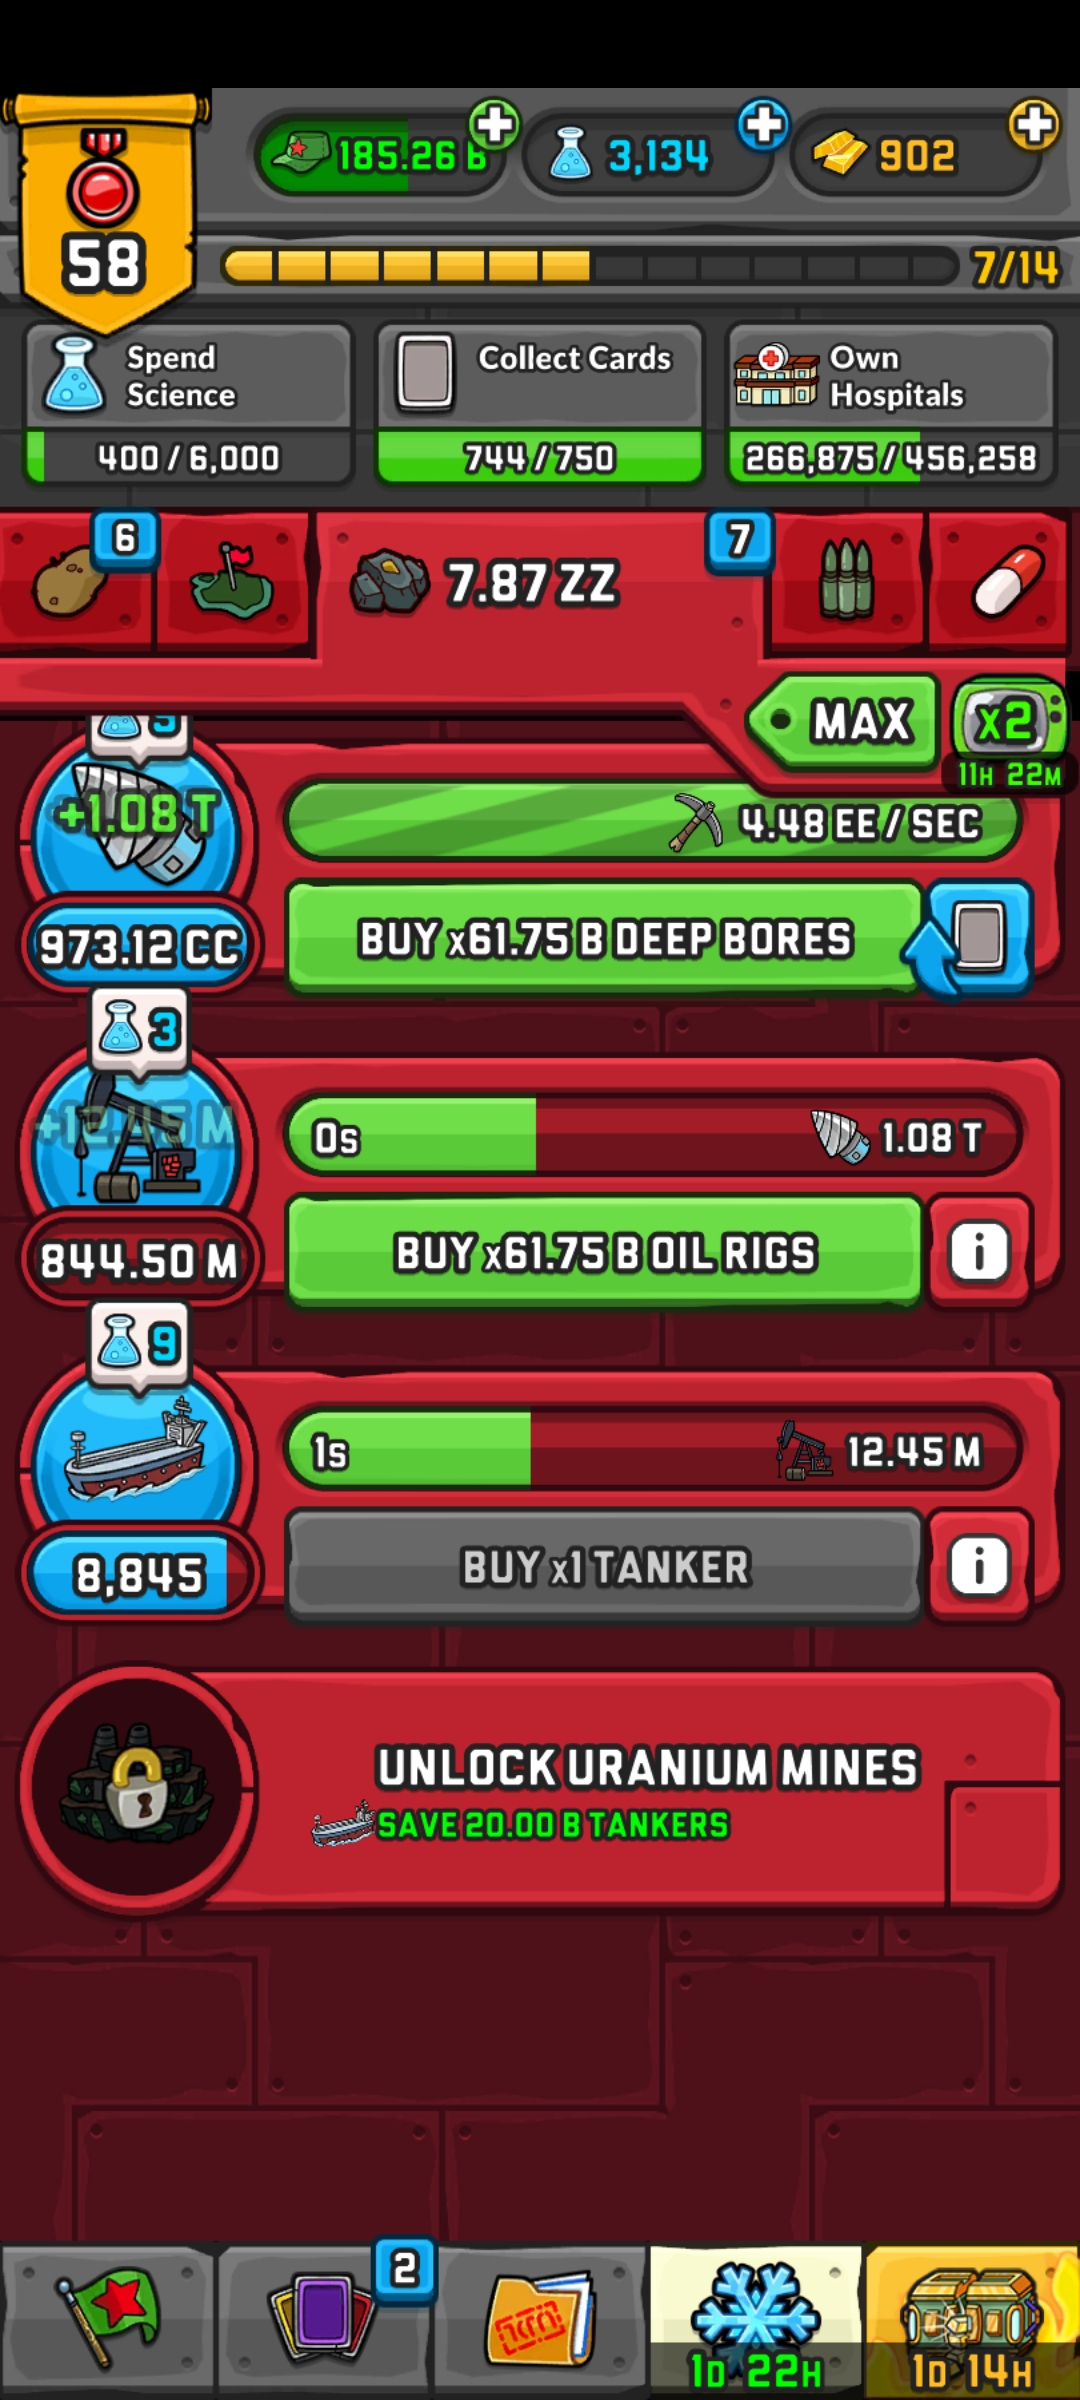 58
185.26 B
3,134
902
7/14
Spend
Science
400 / 6,000
Collect Cards
744 / 750
Own
Hospitals
266,875 / 456,258
6
7.87 ZZ
7
MAX
x2
11H 22M
+1.08 T
4.48 EE / SEC
973.12 CC
BUY x61.75 B DEEP BORES
3
+12.45 M
0s
1.08 T
844.50 M
BUY x61.75 B OIL RIGS
i
9
1s
12.45 M
8,845
BUY x1 TANKER
i
UNLOCK URANIUM MINES
SAVE 20.00 B TANKERS
2
1D 22H
1D 14H